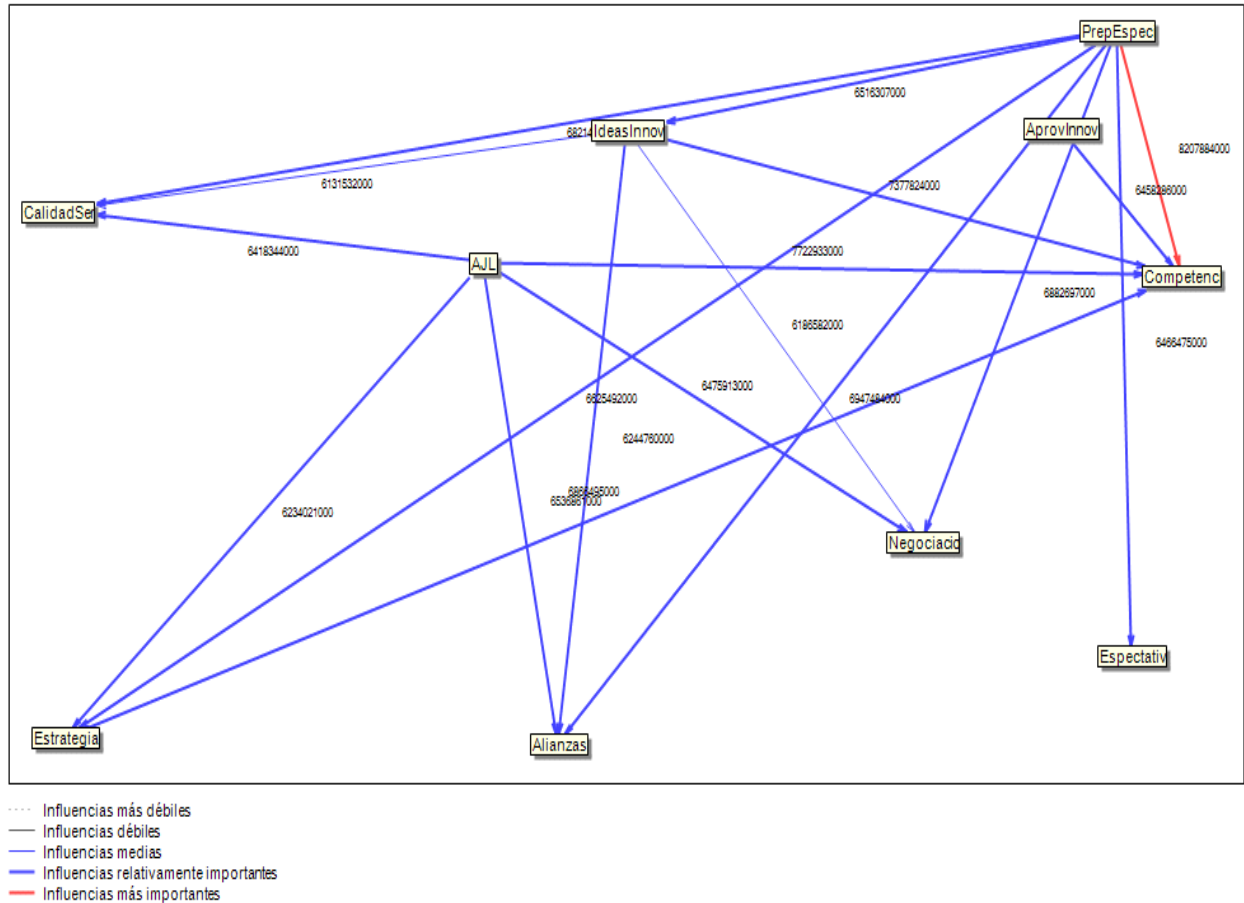 PrepEspec
6516307000
IdeasInnov
AprovInnov
68214
8207884000
6131532000
7377824000
6458286000
CalidadSer
6418344000
AJL
7722933000
Competenc
6882697000
6186582000
6466475000
6475913000
6625492000
6947484000
6244760000
6234021000
6536861000
Negociacio
Espectativ
Estrategia
Alianzas
Influencias más débiles
Influencias débiles
Influencias medias
Influencias relativamente importantes
Influencias más importantes